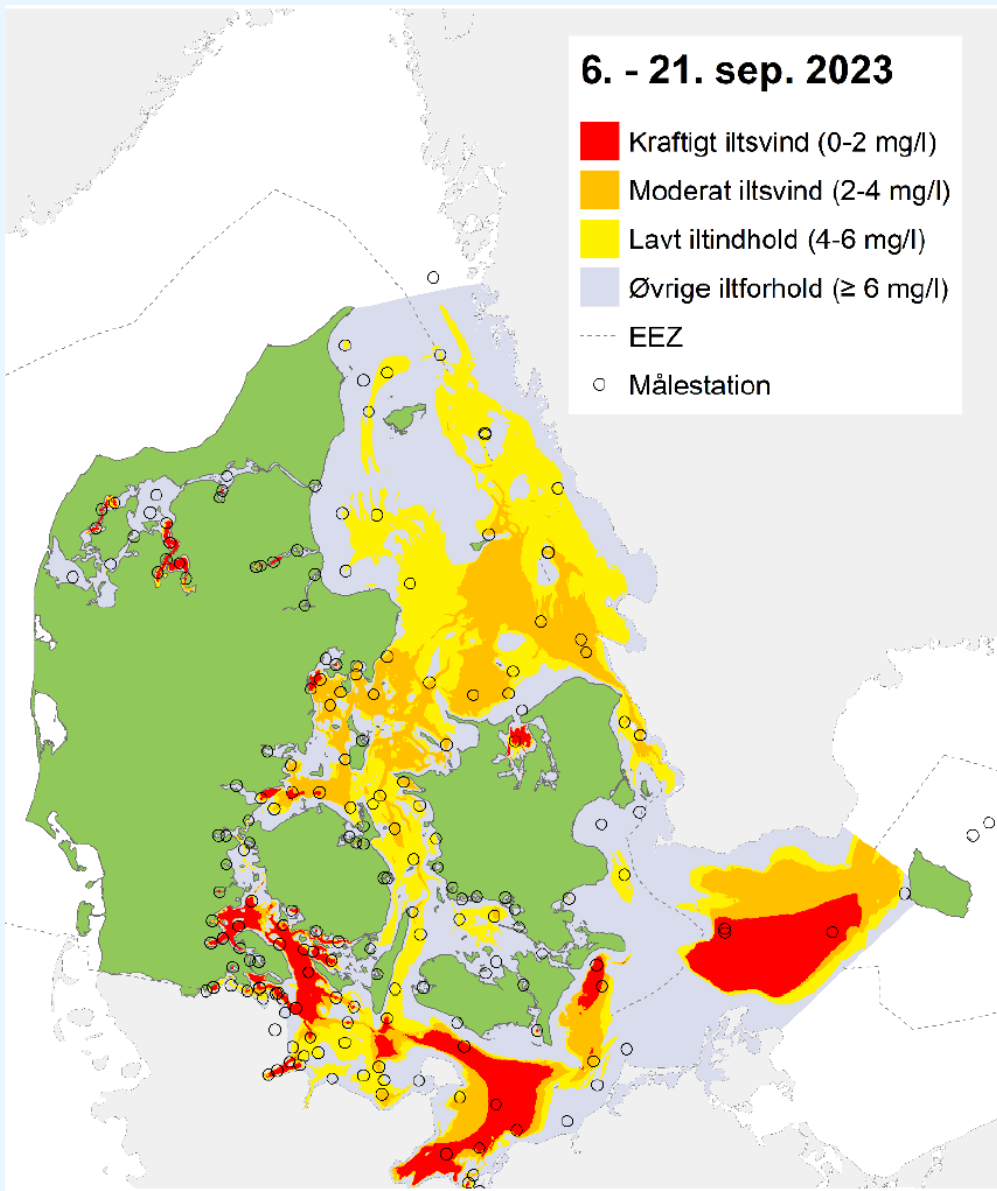 6. - 21. sep. 2023
Kraftigt iltsvind (0-2 mg/l)
Moderat iltsvind (2-4 mg/l)
Lavt iltindhold (4-6 mg/l)
Øvrige iltforhold (≥ 6 mg/l)
EEZ
Målestation